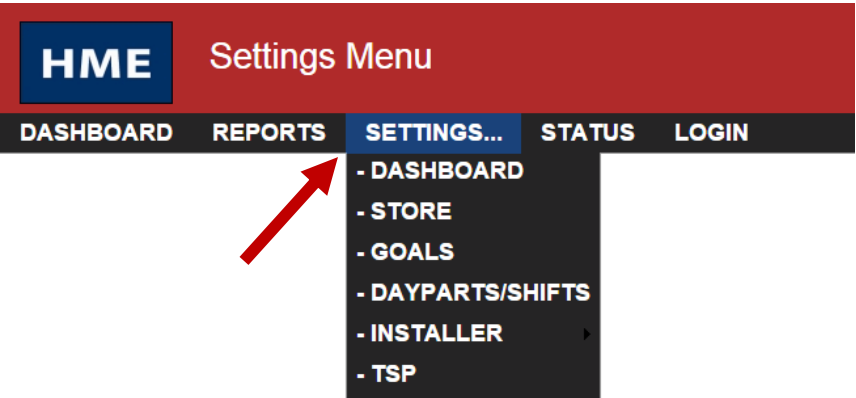 HME Settings Menu
DASHBOARD REPORTS SETTINGS... STATUS LOGIN
- DASHBOARD
- STORE
- GOALS
- DAYPARTS/SHIFTS
- INSTALLER
- TSP